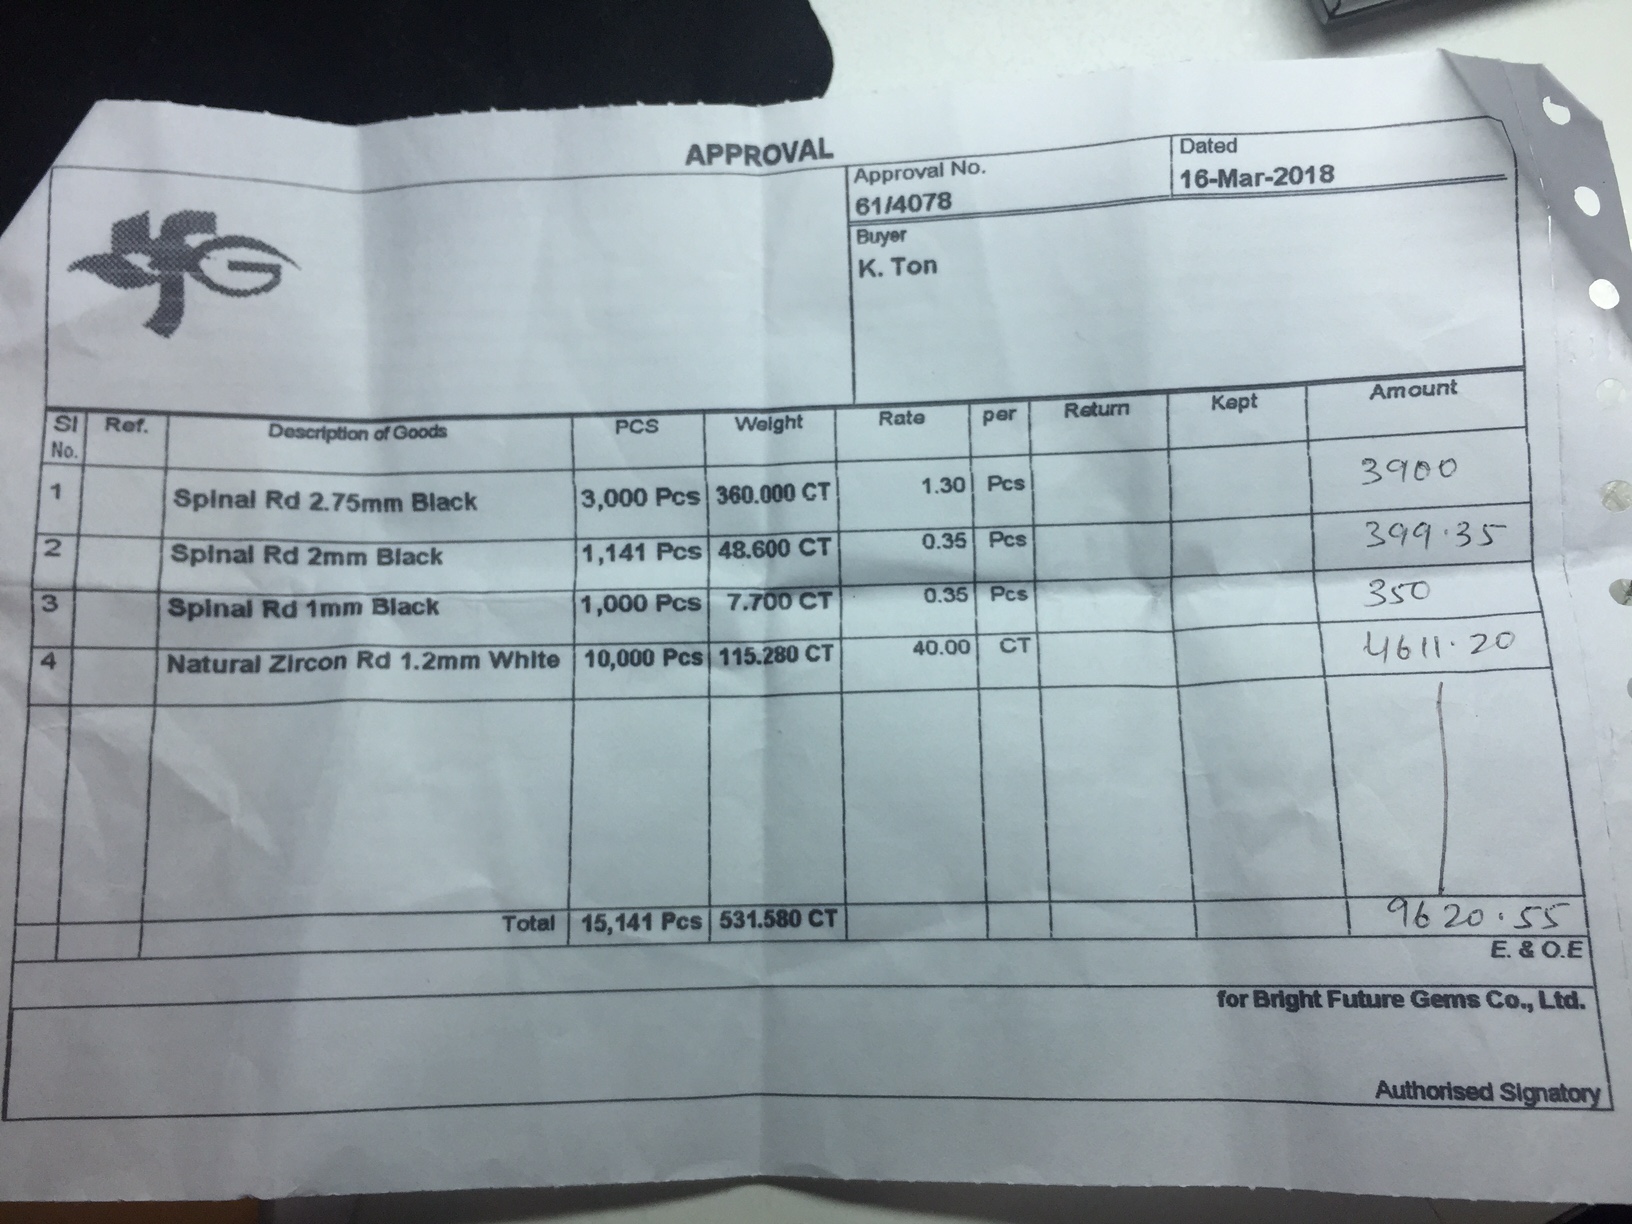 APPROVAL
Approval No.
61/4078
Dated
16-Mar-2018
Buyer
K. Ton
G
SI No. Ref. Description of Goods PCS Weight Rate per Return Kept Amount
1 Spinal Rd 2.75mm Black 3,000 Pcs 360.000 CT 1.30 Pcs 3900
2 Spinal Rd 2mm Black 1,141 Pcs 48.600 CT 0.35 Pcs 399.35
3 Spinal Rd 1mm Black 1,000 Pcs 7.700 CT 0.35 Pcs 350
4 Natural Zircon Rd 1.2mm White 10,000 Pcs 115.280 CT 40.00 CT 4611.20
Total 15,141 Pcs 531.580 CT 9620.55
E. & O.E
for Bright Future Gems Co., Ltd.
Authorised Signatory